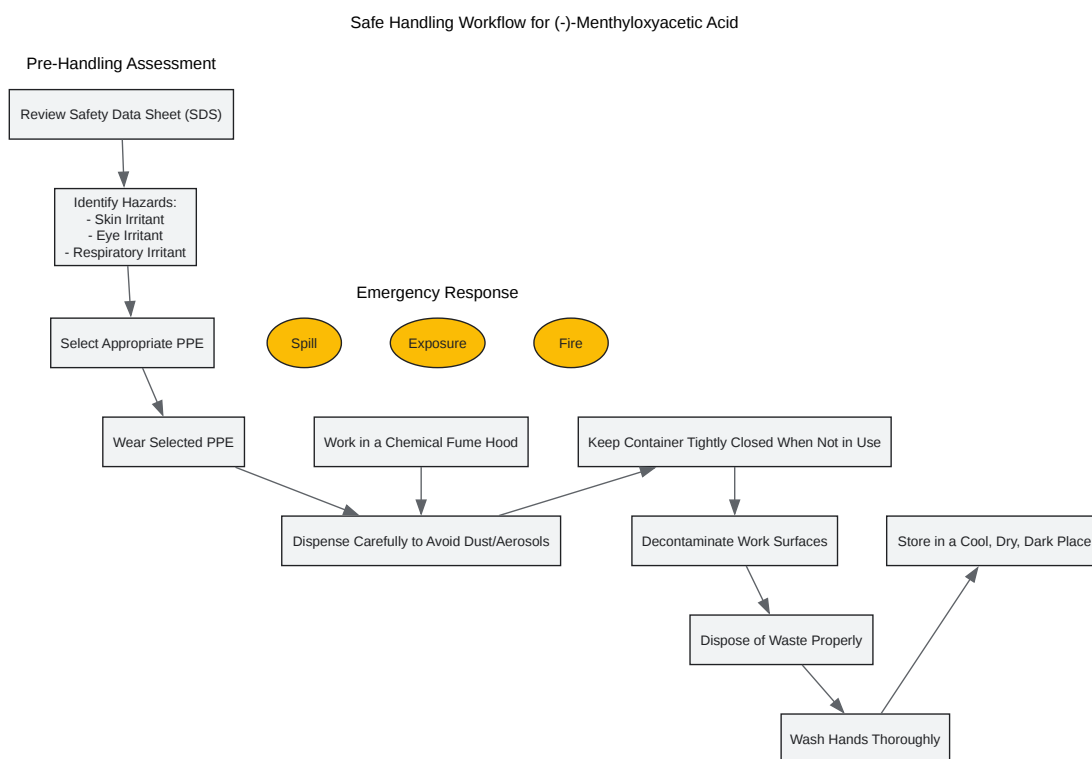 Safe Handling Workflow for (-)-Menthyloxyacetic Acid
Pre-Handling Assessment
Review Safety Data Sheet (SDS)
Identify Hazards:
- Skin Irritant
- Eye Irritant
- Respiratory Irritant
Emergency Response
Select Appropriate PPE
Spill
Exposure
Fire
Wear Selected PPE
Work in a Chemical Fume Hood
Keep Container Tightly Closed When Not in Use
Dispense Carefully to Avoid Dust/Aerosols
Decontaminate Work Surfaces
Store in a Cool, Dry, Dark Place
Dispose of Waste Properly
Wash Hands Thoroughly